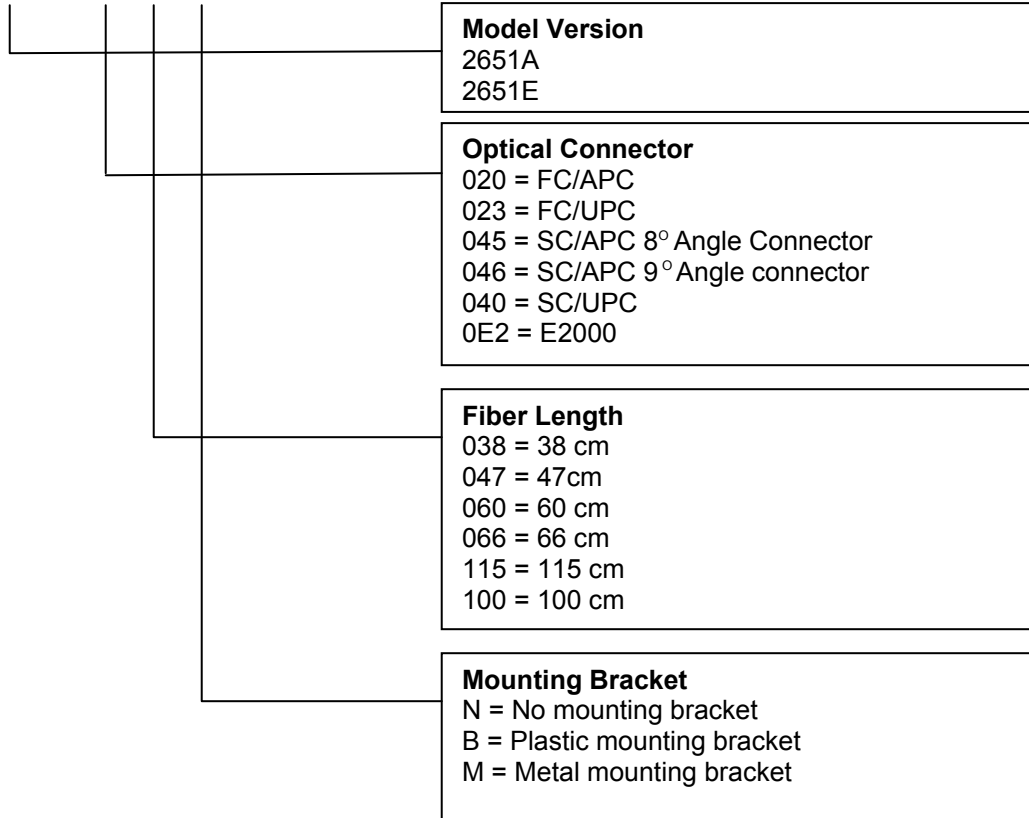 Model Version
2651A
2651E
Optical Connector
020 = FC/APC
023 = FC/UPC
045 = SC/APC 8° Angle Connector
046 = SC/APC 9° Angle connector
040 = SC/UPC
0E2 = E2000
Fiber Length
038 = 38 cm
047 = 47cm
060 = 60 cm
066 = 66 cm
115 = 115 cm
100 = 100 cm
Mounting Bracket
N = No mounting bracket
B = Plastic mounting bracket
M = Metal mounting bracket